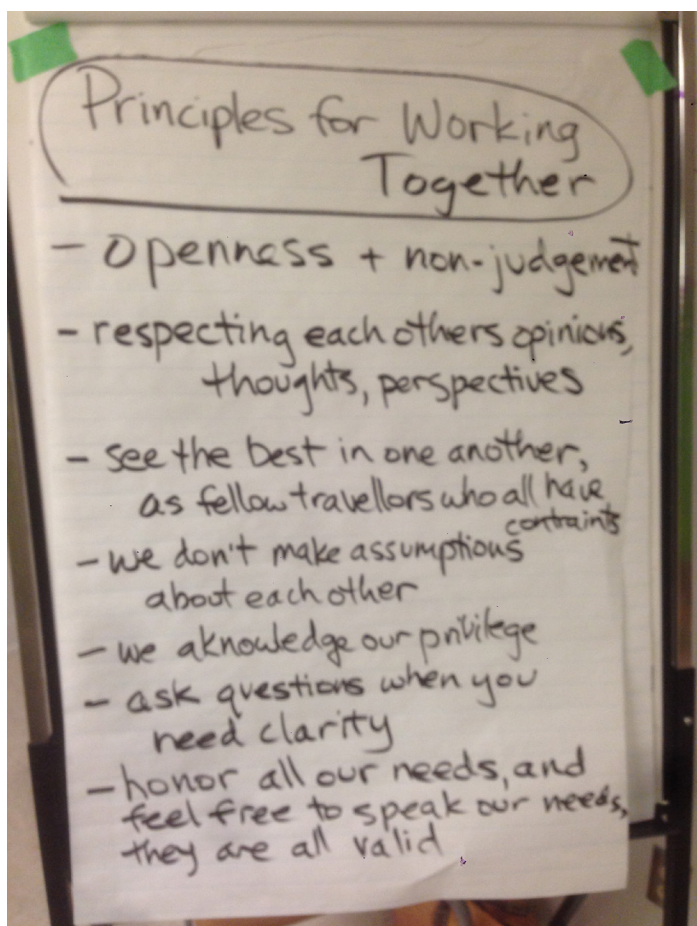 Principles for Working
Together
- openness + non-judgement
- respecting each others opinions,
thoughts, perspectives
- see the best in one another,
as fellow travellors who all have
contraints
- we don't make assumptions
about each other
- we aknowledge our privilege
- ask questions when you
need clarity
- honor all our needs, and
feel free to speak our needs,
they are all valid